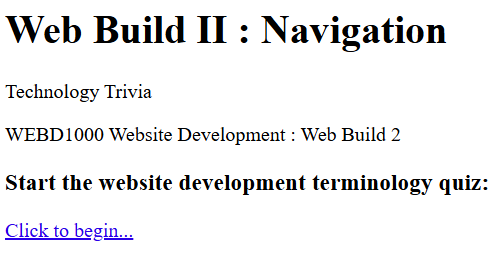 Web Build II : Navigation
Technology Trivia
WEBD1000 Website Development : Web Build 2
Start the website development terminology quiz:
Click to begin...